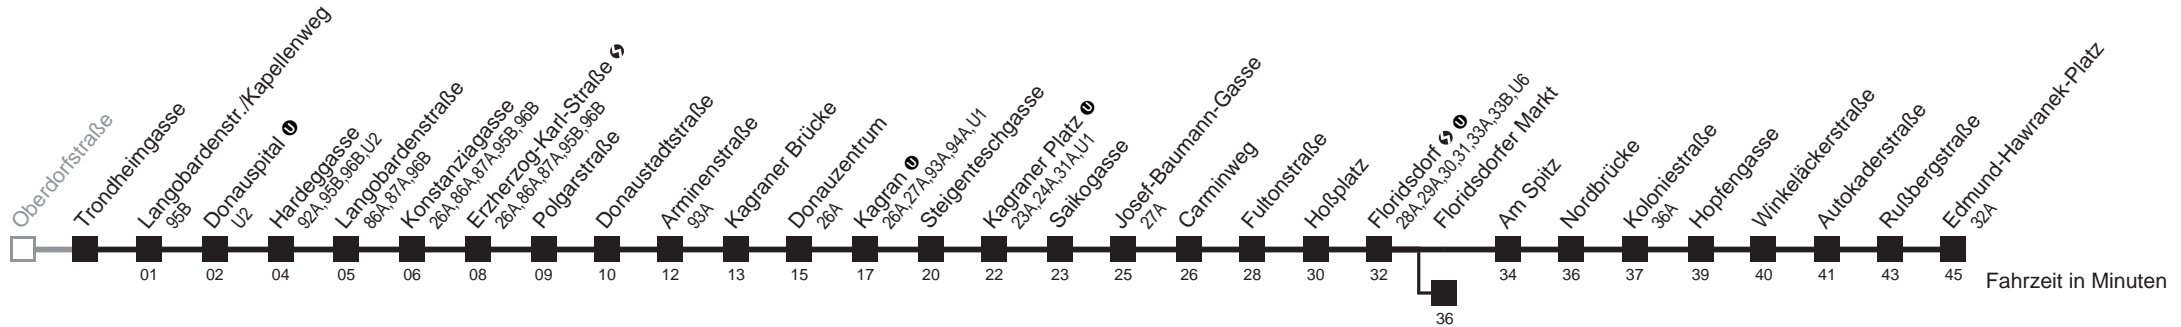 Oberdorfstraße
Trondheimgasse
Langobardenstr./Kapellenweg
95B
Donauspital U
U2
Hardeggasse
92A,95B,96B,U2
Langobardenstraße
86A,87A,96B
Konstanziagasse
26A,86A,87A,95B,96B
Erzherzog-Karl-Straße S
26A,86A,87A,95B,96B
Polgarstraße
Donaustadtstraße
Arminenstraße
93A
Kagraner Brücke
Donauzentrum
26A
Kagran U
26A,27A,93A,94A,U1
Steigenteschgasse
Kagraner Platz U
23A,24A,31A,U1
Saikogasse
Josef-Baumann-Gasse
27A
Carminweg
Fultonstraße
Hoßplatz
Floridsdorf S U
28A,29A,30,31,33A,33B,U6
Floridsdorfer Markt
Am Spitz
Nordbrücke
Koloniestraße
36A
Hopfengasse
Winkeläckerstraße
Autokaderstraße
Rußbergstraße
Edmund-Hawranek-Platz
32A
01 02 04 05 06 08 09 10 12 13 15 17 20 22 23 25 26 28 30 32 34 36 37 39 40 41 43 45
Fahrzeit in Minuten
36